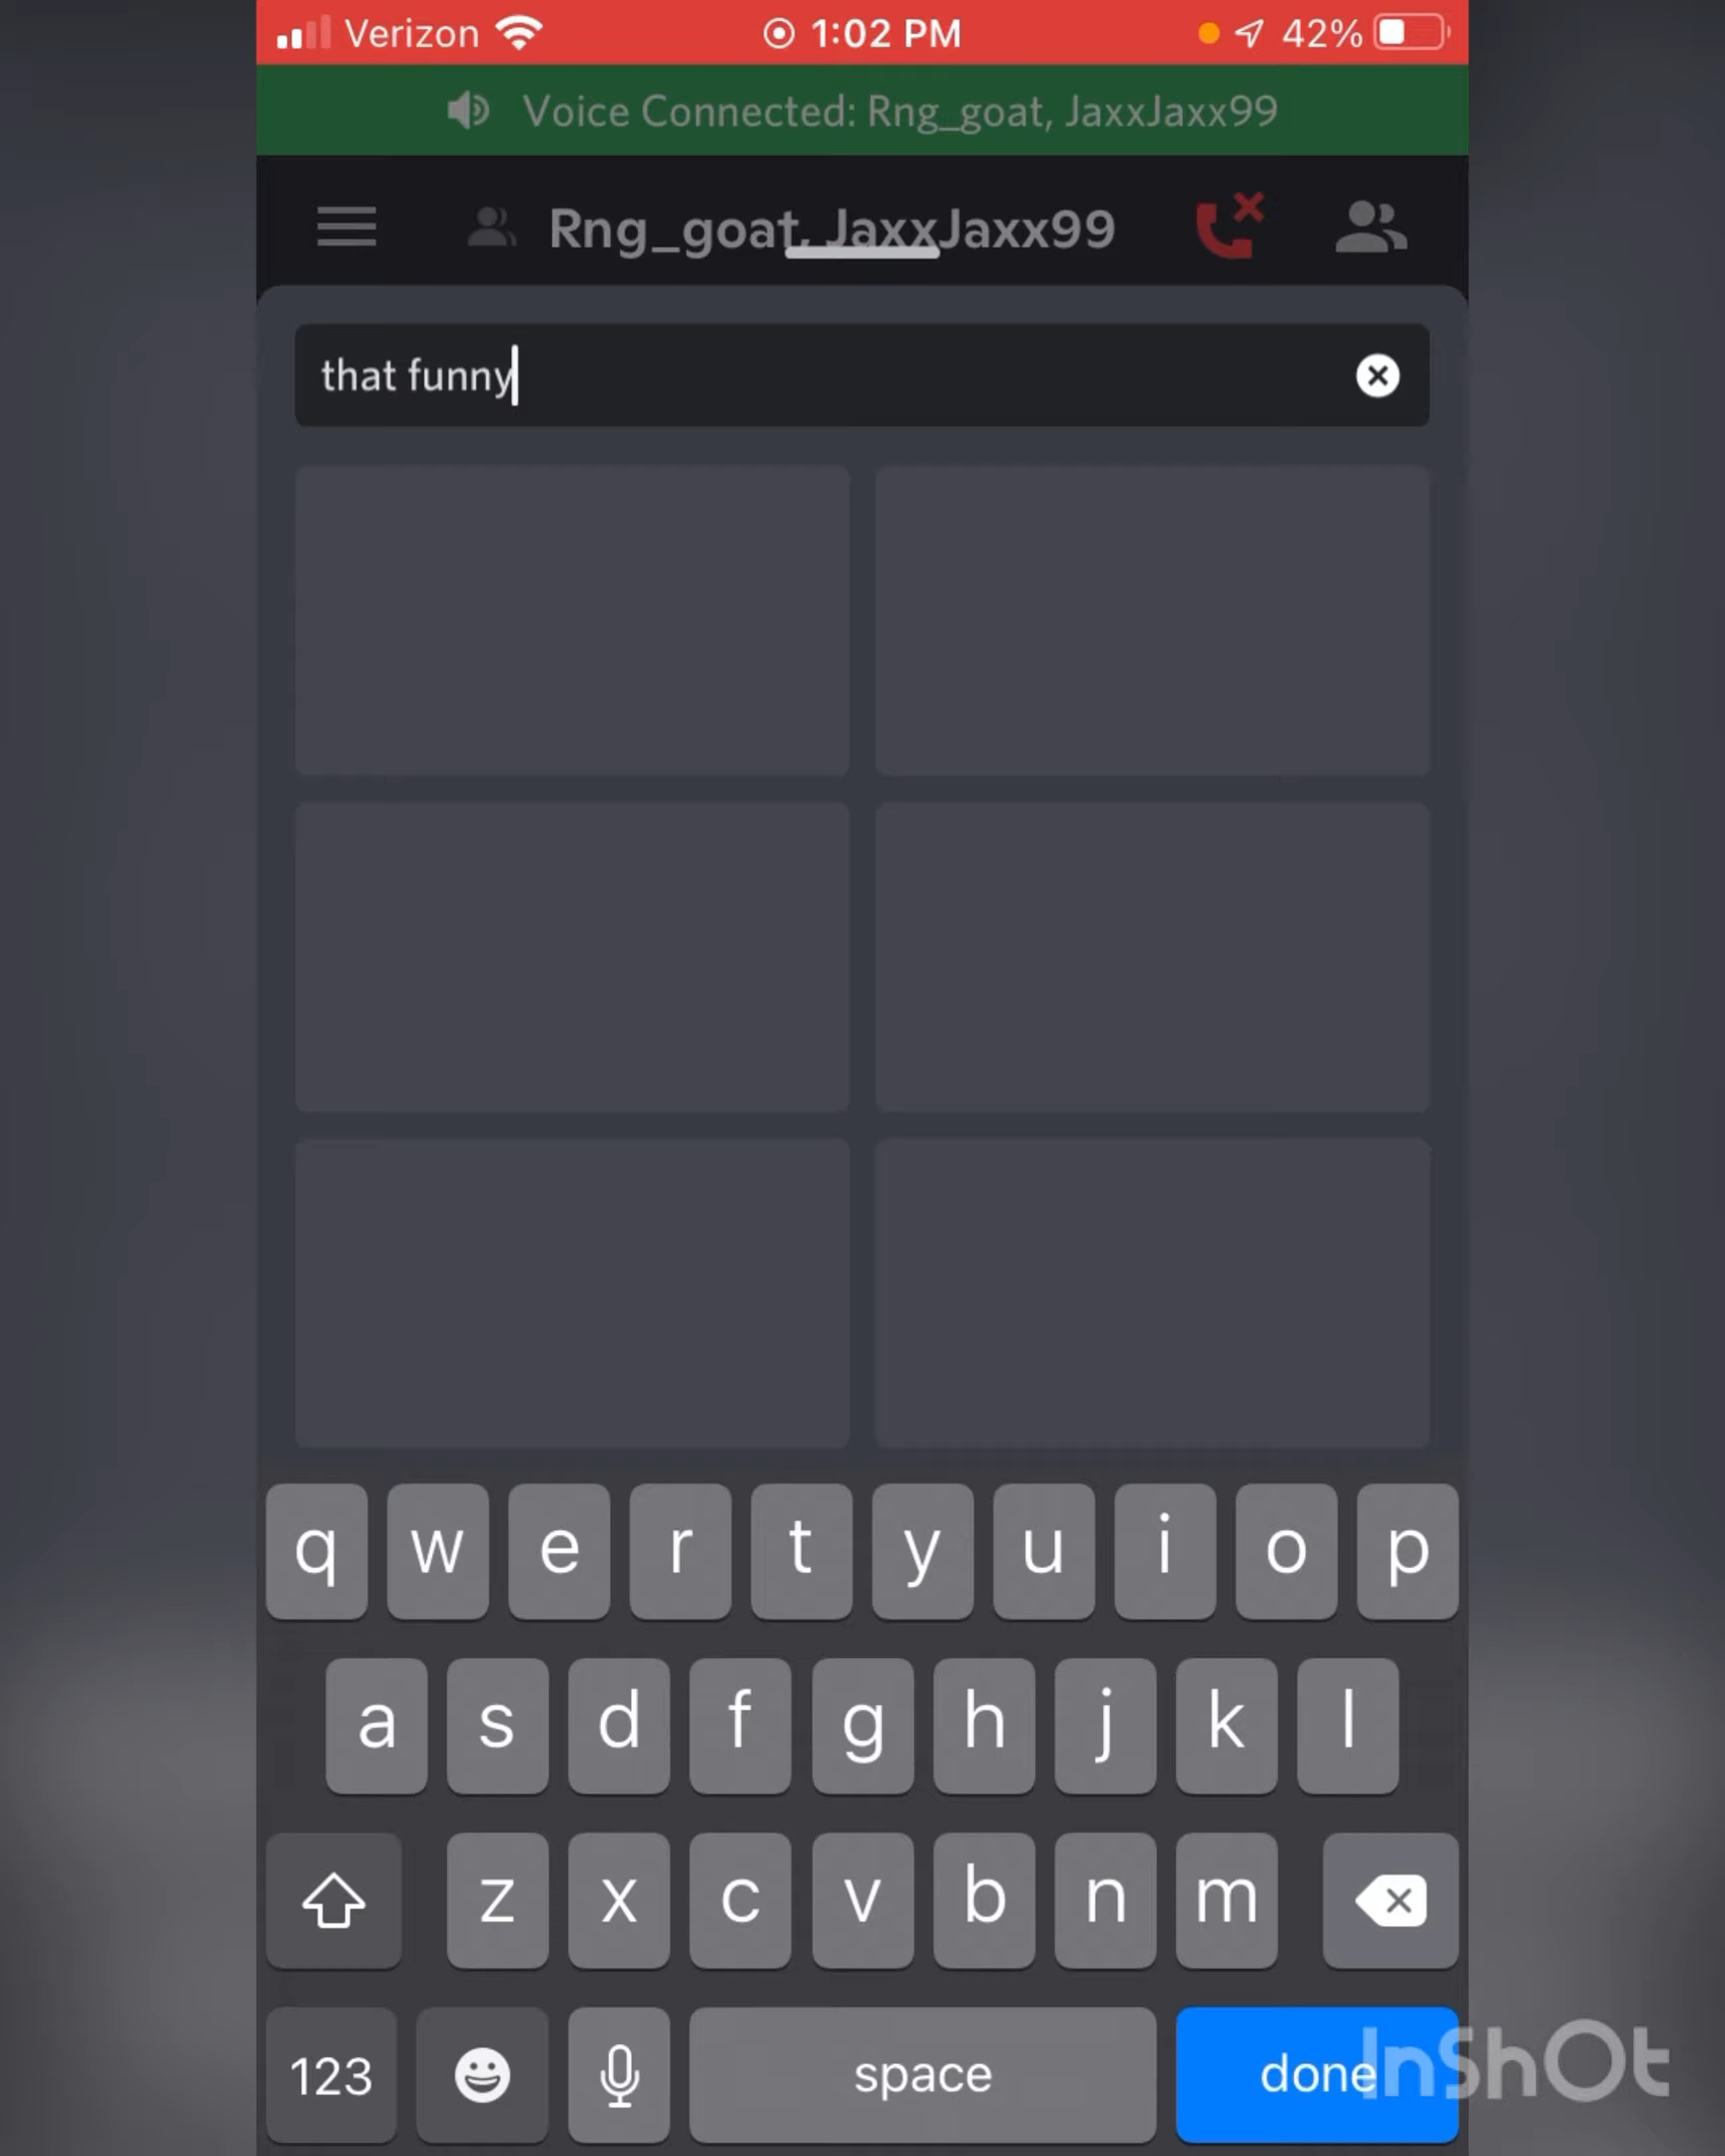 Verizon 1:02 PM 42%
Voice Connected: Rng_goat, JaxxJaxx99
Rng_goat, JaxxJaxx99
that funny
q w e r t y u i o p
a s d f g h j k l
z x c v b n m
123 space done
InShOt